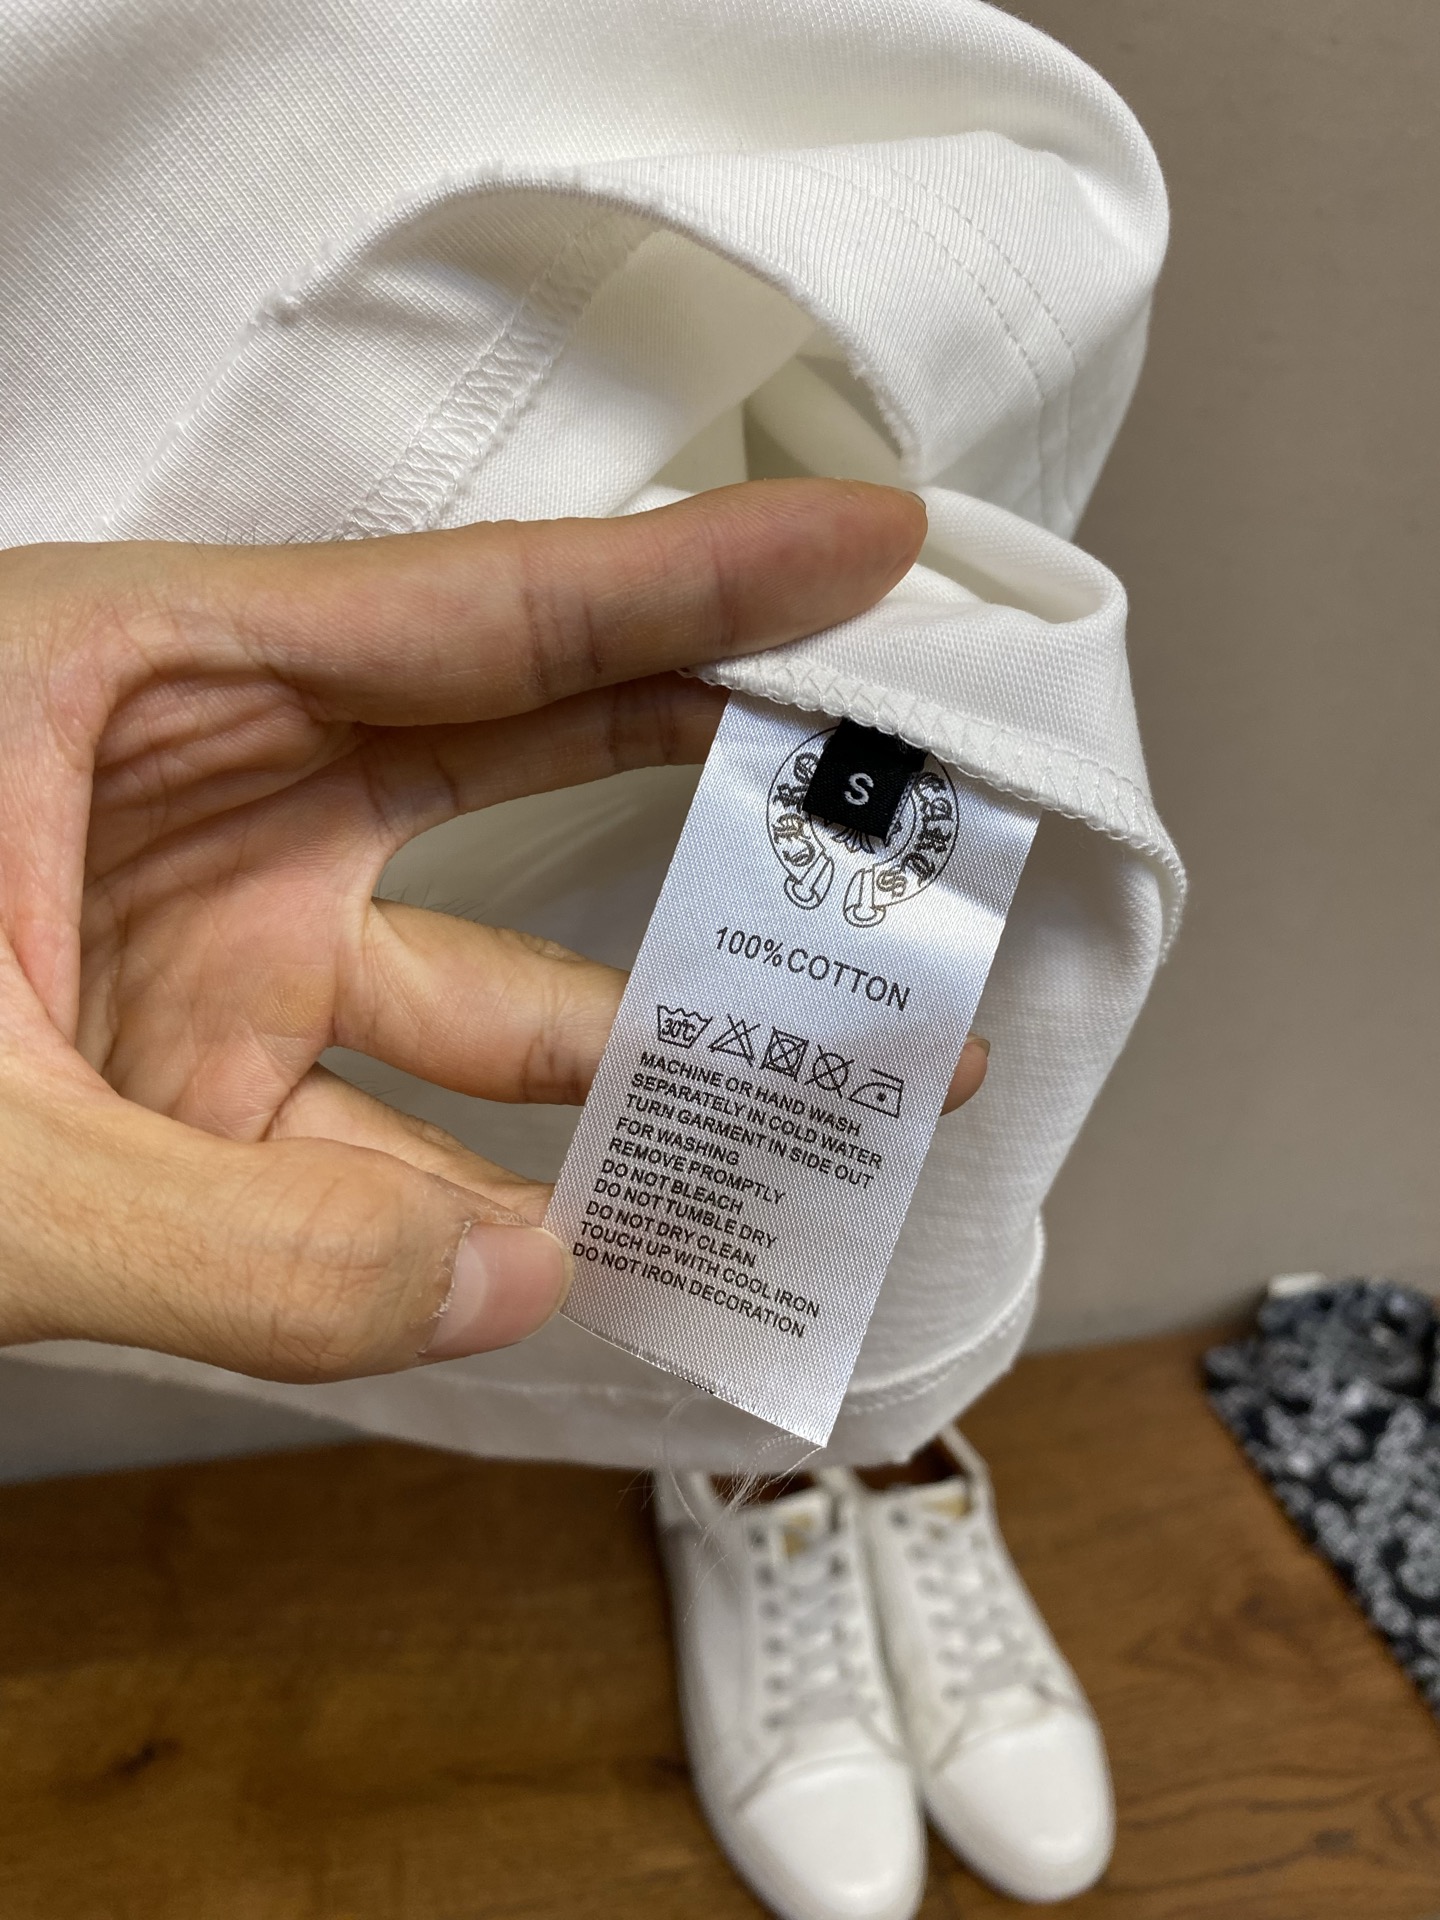 S
CHRO
CARTS
100%COTTON
30℃
MACHINE OR HAND WASH
SEPARATELY IN COLD WATER
TURN GARMENT IN SIDE OUT
FOR WASHING
REMOVE PROMPTLY
DO NOT BLEACH
DO NOT TUMBLE DRY
DO NOT DRY CLEAN
TOUCH UP WITH COOL IRON
DO NOT IRON DECORATION